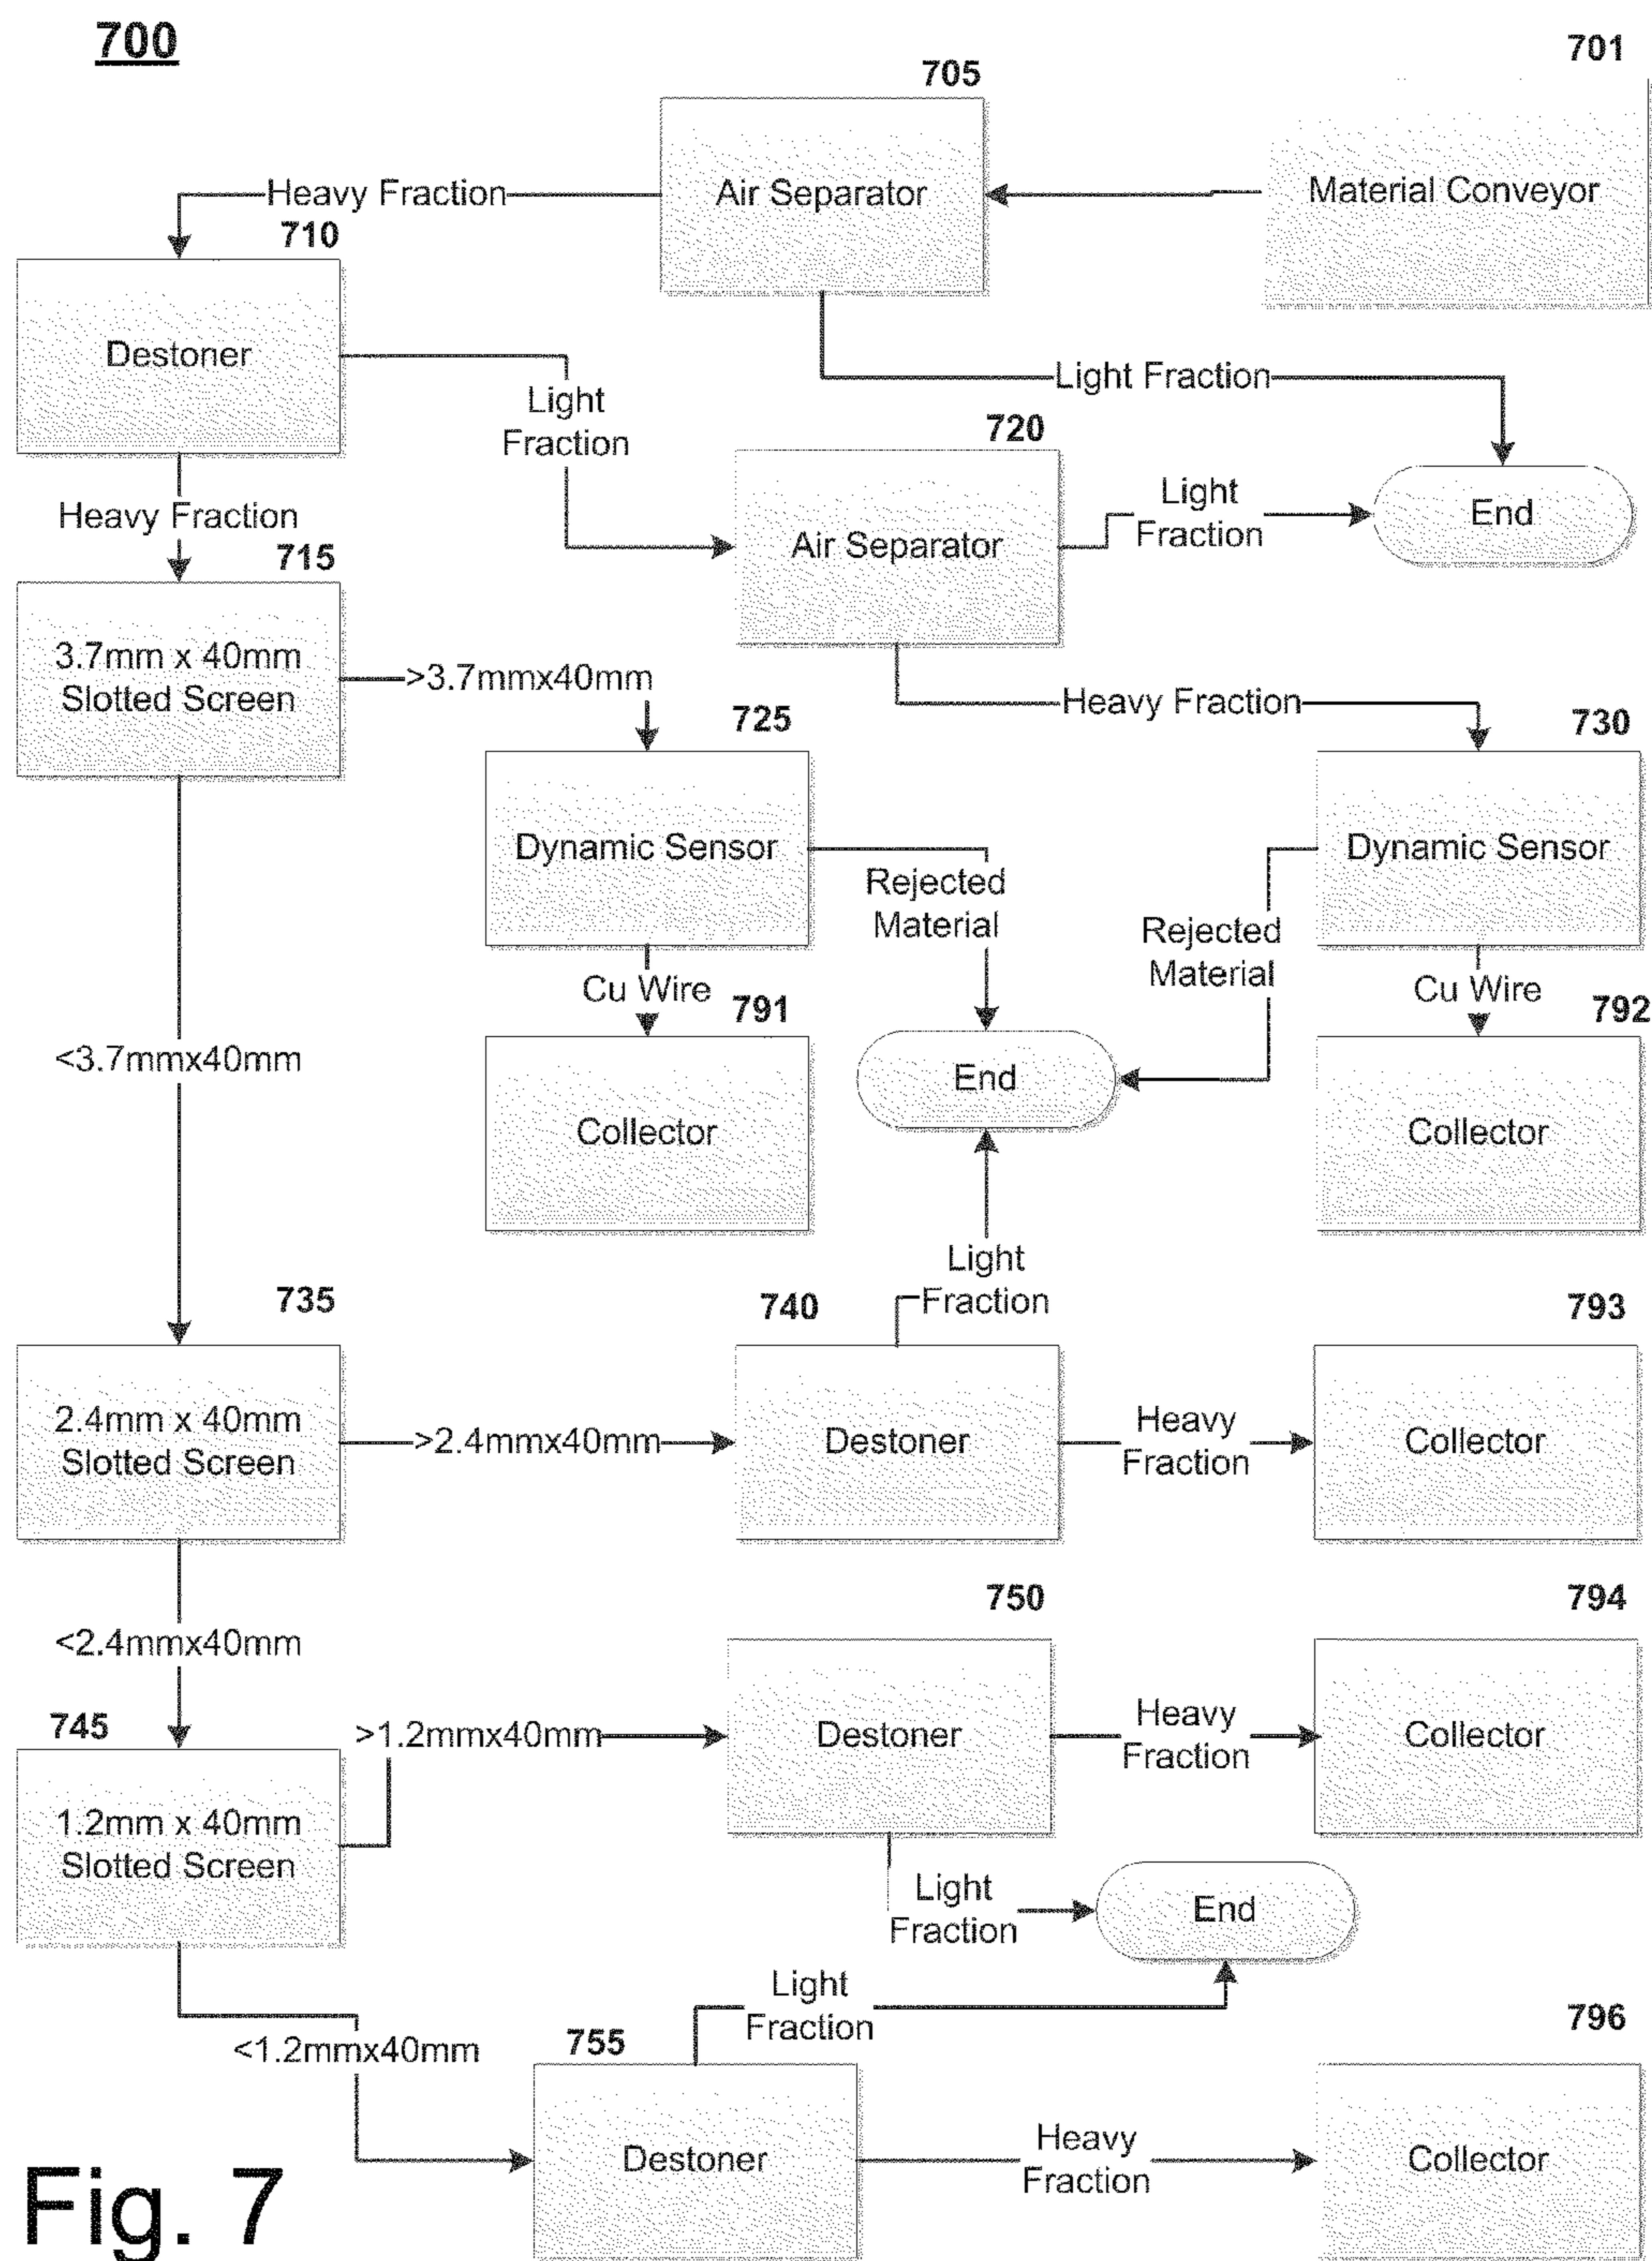 700
701
705
Air Separator
Material Conveyor
Heavy Fraction
710
Destoner
Light Fraction
Light
Fraction
720
Air Separator
Light
Fraction
End
Heavy Fraction
715
3.7mm x 40mm
Slotted Screen
>3.7mmx40mm
Heavy Fraction
725
730
Dynamic Sensor
Dynamic Sensor
Rejected
Material
Rejected
Material
Cu Wire
791
Cu Wire
792
<3.7mmx40mm
End
Collector
Collector
Light
Fraction
735
740
793
2.4mm x 40mm
Slotted Screen
>2.4mmx40mm
Destoner
Heavy
Fraction
Collector
750
794
<2.4mmx40mm
745
>1.2mmx40mm
Destoner
Heavy
Fraction
Collector
1.2mm x 40mm
Slotted Screen
Light
Fraction
End
Light
Fraction
<1.2mmx40mm
755
796
Destoner
Heavy
Fraction
Collector
Fig. 7